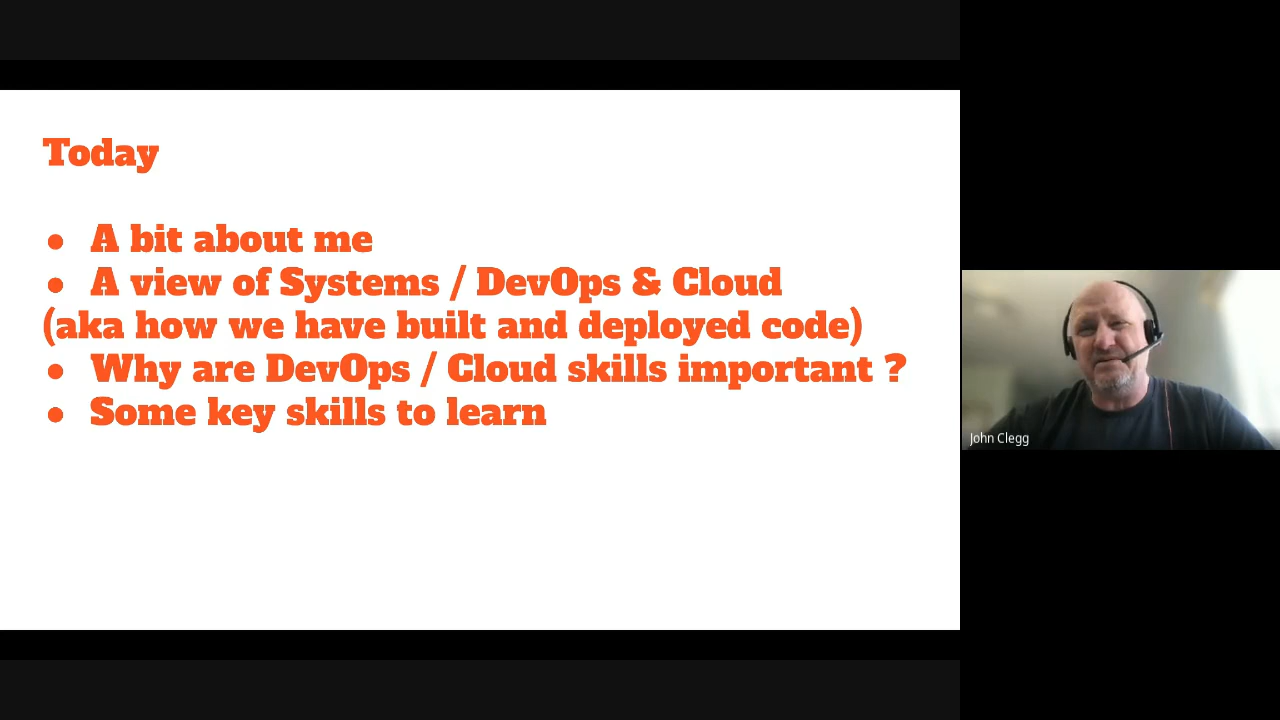 Today
● A bit about me
● A view of Systems / DevOps & Cloud
(aka how we have built and deployed code)
● Why are DevOps / Cloud skills important ?
● Some key skills to learn
John Clegg